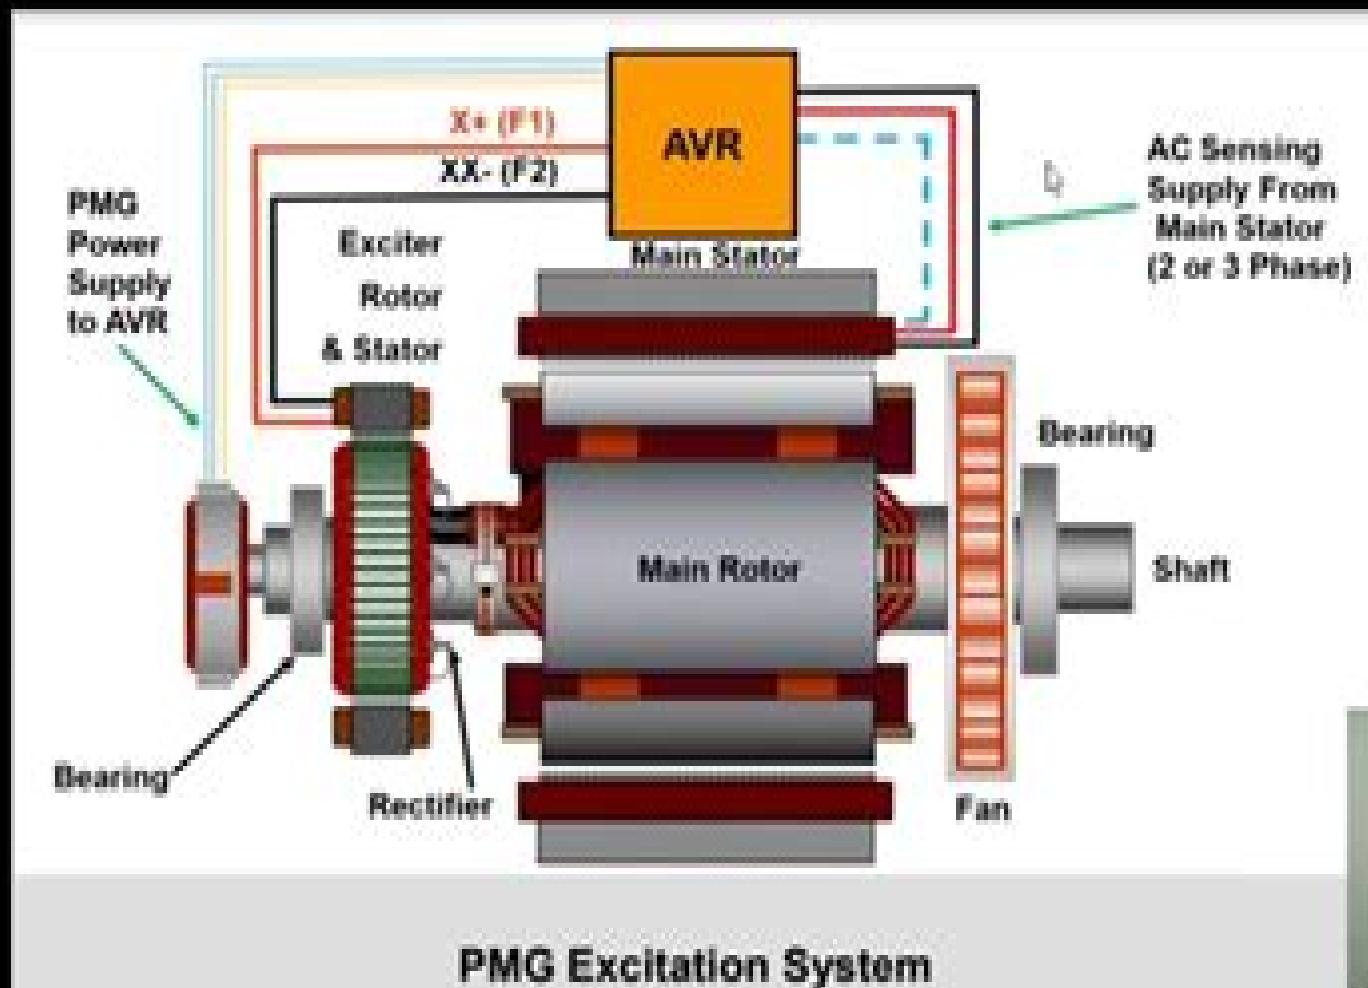 AVR
X+ (F1)
XX- (F2)
PMG
Power
Supply
to AVR
Exciter
Rotor
& Stator
Main Stator
AC Sensing
Supply From
Main Stator
(2 or 3 Phase)
Bearing
Main Rotor
Shaft
Bearing
Rectifier
Fan
PMG Excitation System